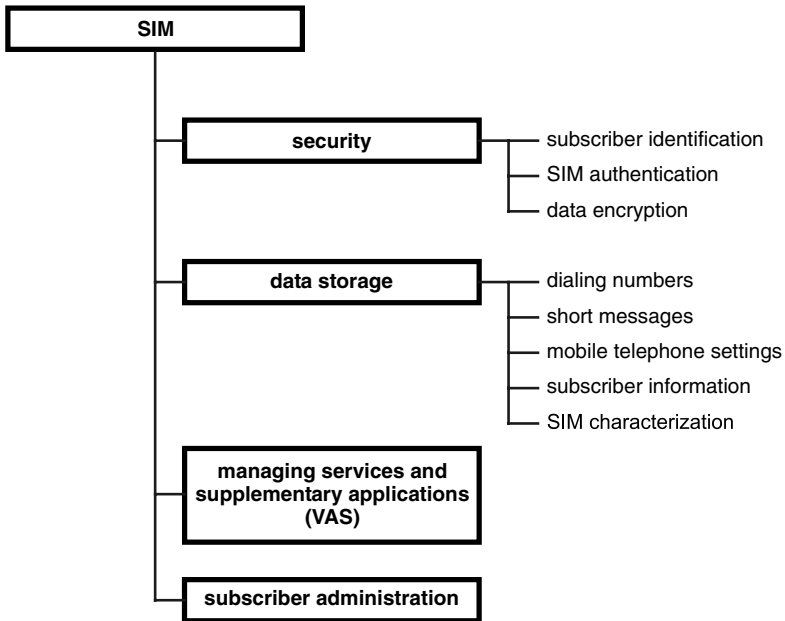 SIM
security
subscriber identification
SIM authentication
data encryption
data storage
dialing numbers
short messages
mobile telephone settings
subscriber information
SIM characterization
managing services and
supplementary applications
(VAS)
subscriber administration